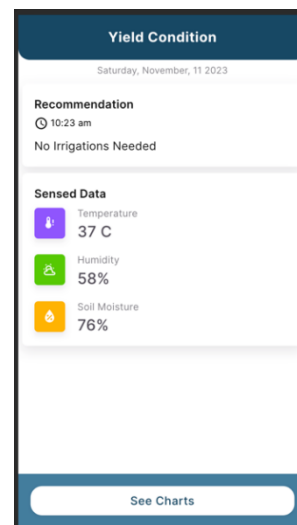 Yield Condition
Saturday, November, 11 2023
Recommendation
10:23 am
No Irrigations Needed
Sensed Data
Temperature
37 C
Humidity
58%
Soil Moisture
76%
See Charts